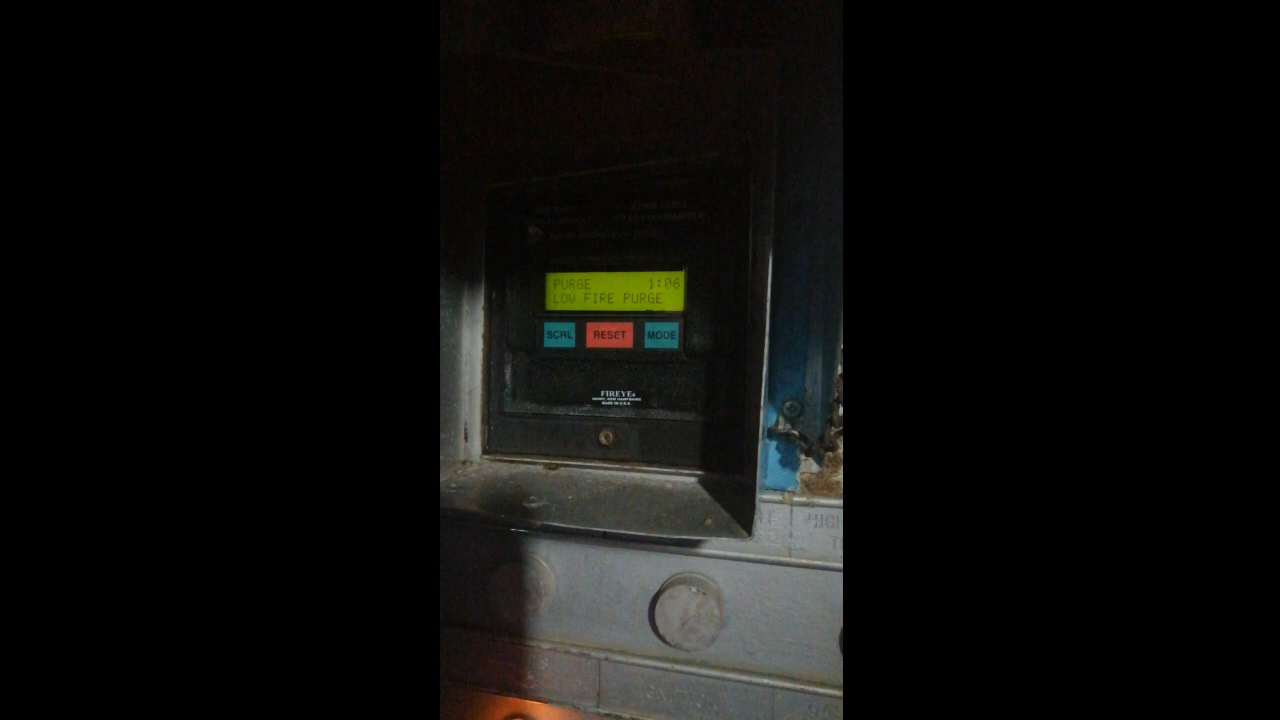 PURGE 1:06
LOW FIRE PURGE
SCRL RESET MODE
FIREYE®
MADE IN U.S.A.